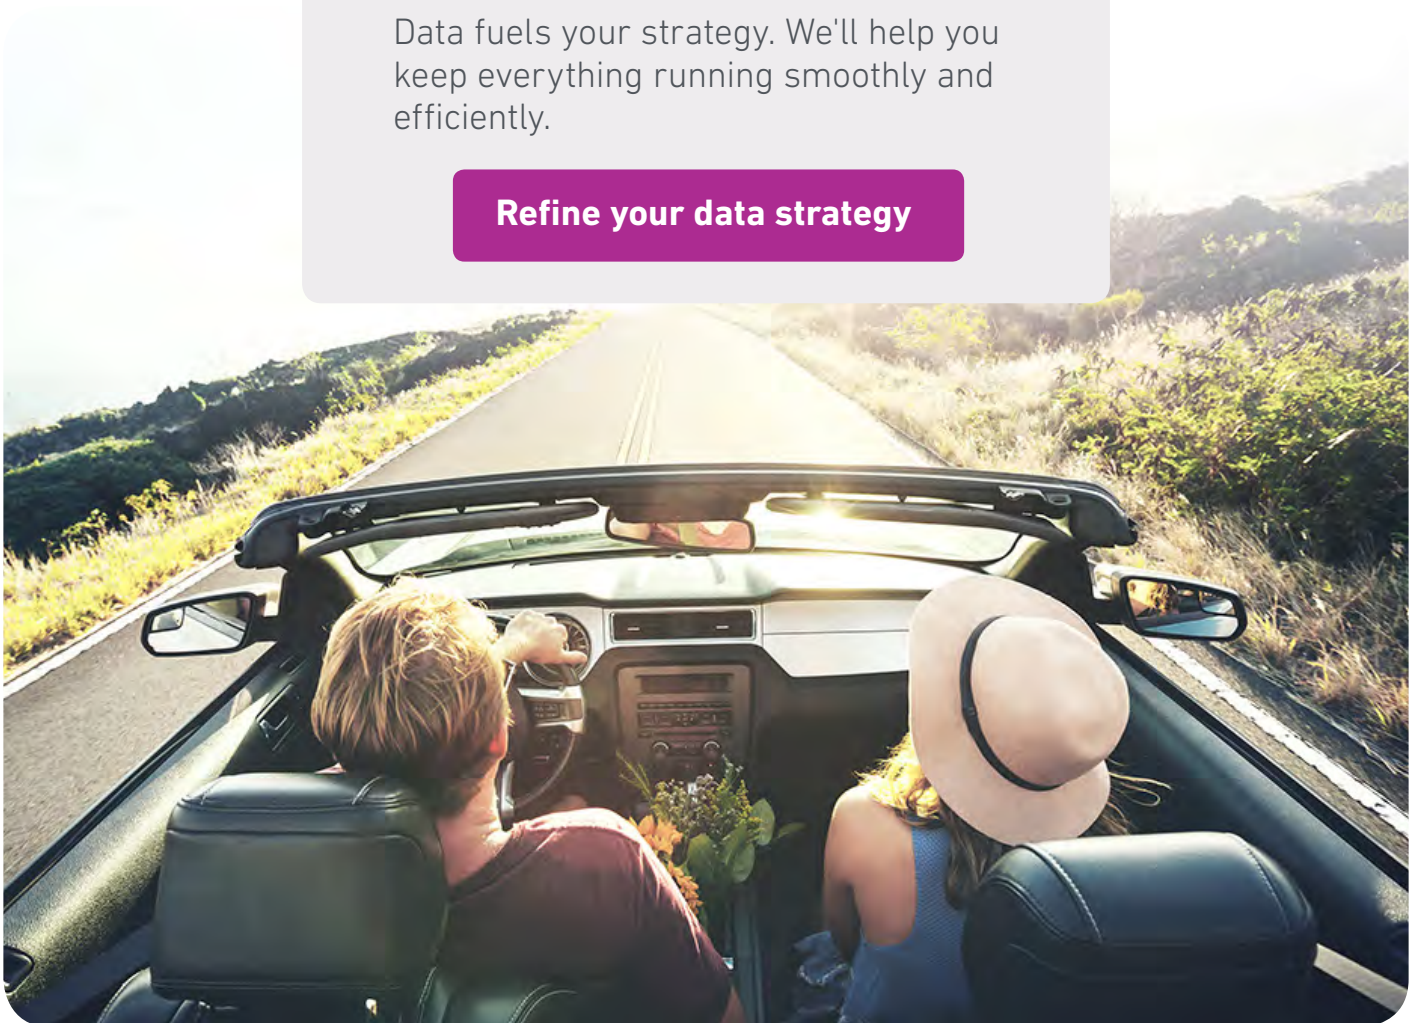 Data fuels your strategy. We'll help you
keep everything running smoothly and
efficiently.
Refine your data strategy